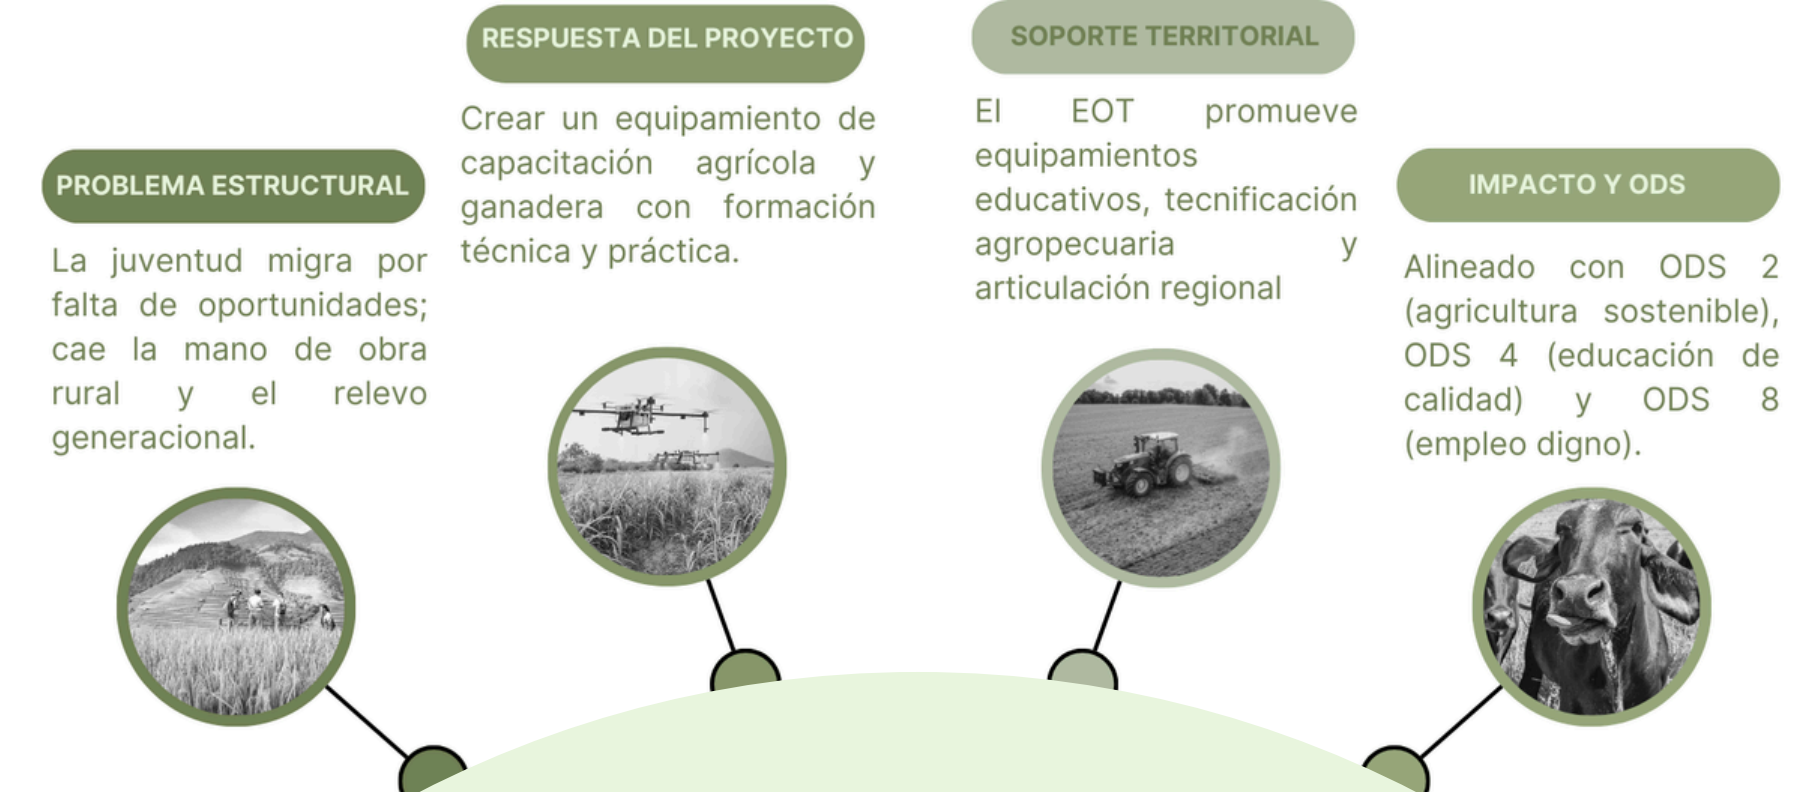 PROBLEMA ESTRUCTURAL
La juventud migra por
falta de oportunidades;
cae la mano de obra
rural y el relevo
generacional.
RESPUESTA DEL PROYECTO
Crear un equipamiento de
capacitación agrícola y
ganadera con formación
técnica y práctica.
SOPORTE TERRITORIAL
El EOT promueve
equipamientos
educativos, tecnificación
agropecuaria y
articulación regional
IMPACTO Y ODS
Alineado con ODS 2
(agricultura sostenible),
ODS 4 (educación de
calidad) y ODS 8
(empleo digno).